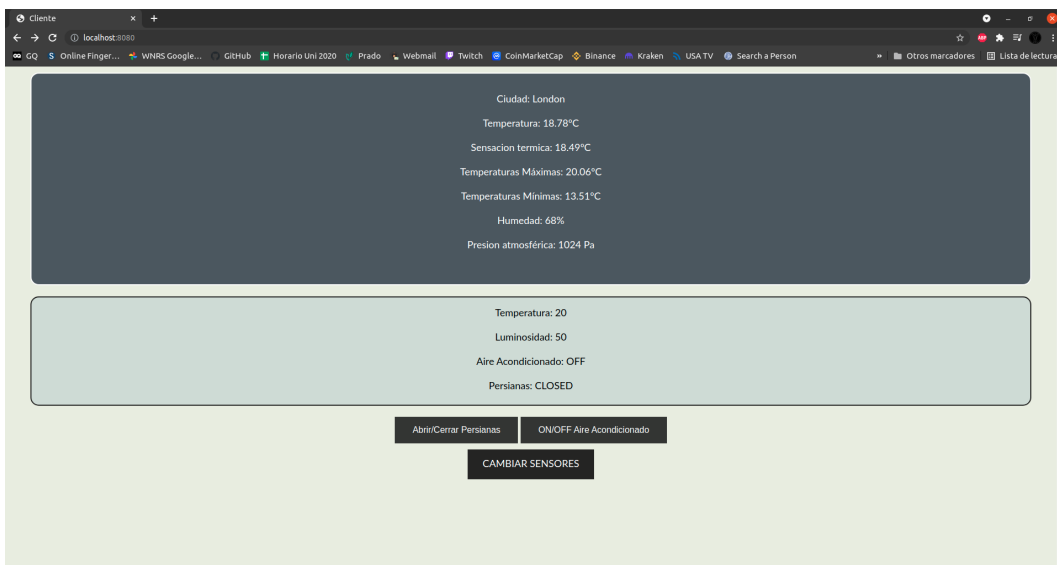 Cliente
localhost:8080
GQ
Online Finger...
WNRS Google...
GitHub
Horario Uni 2020
Prado
Webmail
Twitch
CoinMarketCap
Binance
Kraken
USA TV
Search a Person
»
Otros marcadores
Lista de lectura
Ciudad: London
Temperatura: 18.78°C
Sensacion termica: 18.49°C
Temperaturas Máximas: 20.06°C
Temperaturas Mínimas: 13.51°C
Humedad: 68%
Presion atmosférica: 1024 Pa
Temperatura: 20
Luminosidad: 50
Aire Acondicionado: OFF
Persianas: CLOSED
Abrir/Cerrar Persianas
ON/OFF Aire Acondicionado
CAMBIAR SENSORES